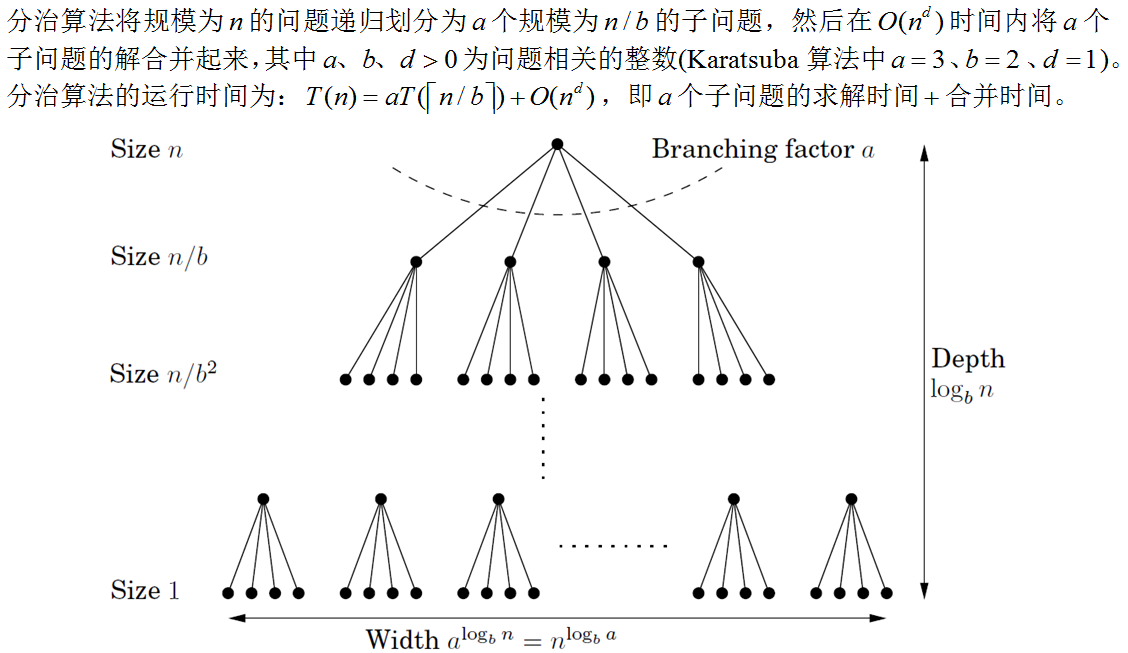 分治算法将规模为 n 的问题递归划分为 a 个规模为 n / b 的子问题，然后在 O(n^d) 时间内将 a 个
子问题的解合并起来，其中 a、b、d > 0 为问题相关的整数(Karatsuba 算法中 a = 3、b = 2 、d = 1)。
分治算法的运行时间为：T(n) = aT(⌈n / b⌉) + O(n^d) ，即 a 个子问题的求解时间 + 合并时间。
Size n
Branching factor a
Size n/b
Size n/b^2
Depth
log_b n
Size 1
Width a^{log_b n} = n^{log_b a}